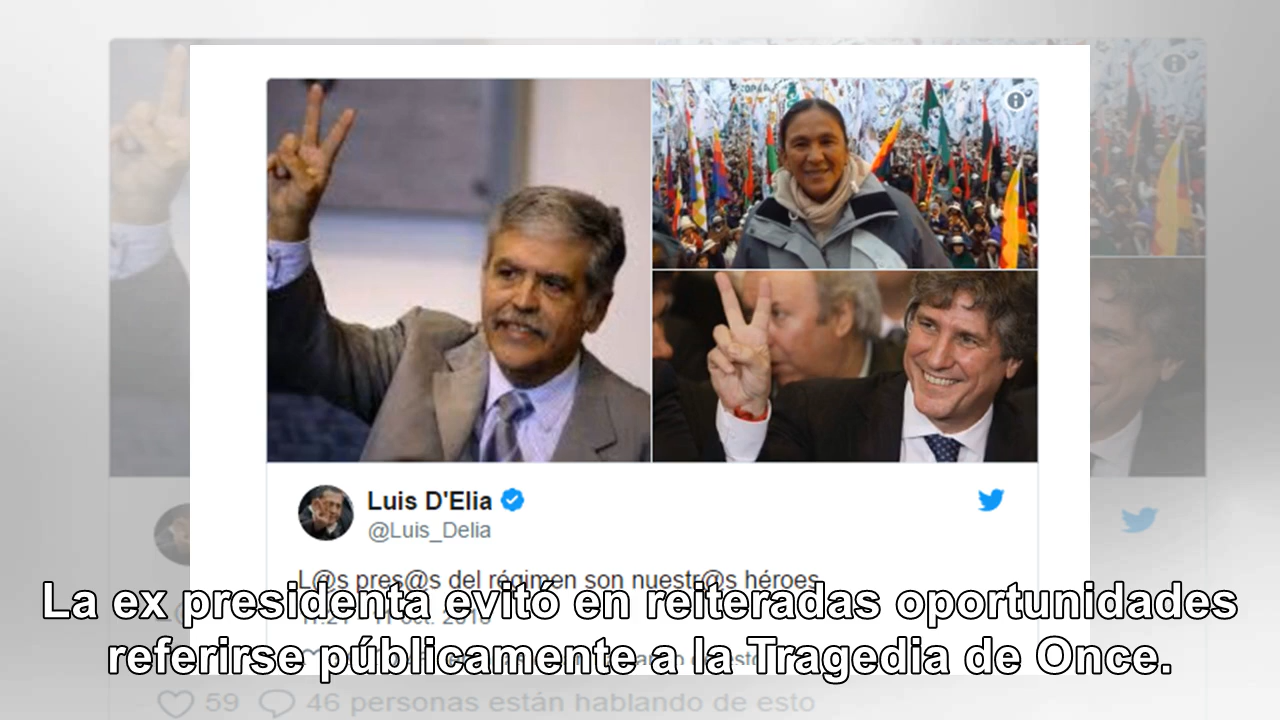 Luis D'Elia
@Luis_Delia
L@s pres@s del régimen son nuestr@s héroes
La ex presidenta evitó en reiteradas oportunidades
referirse públicamente a la Tragedia de Once.
59 46 personas están hablando de esto